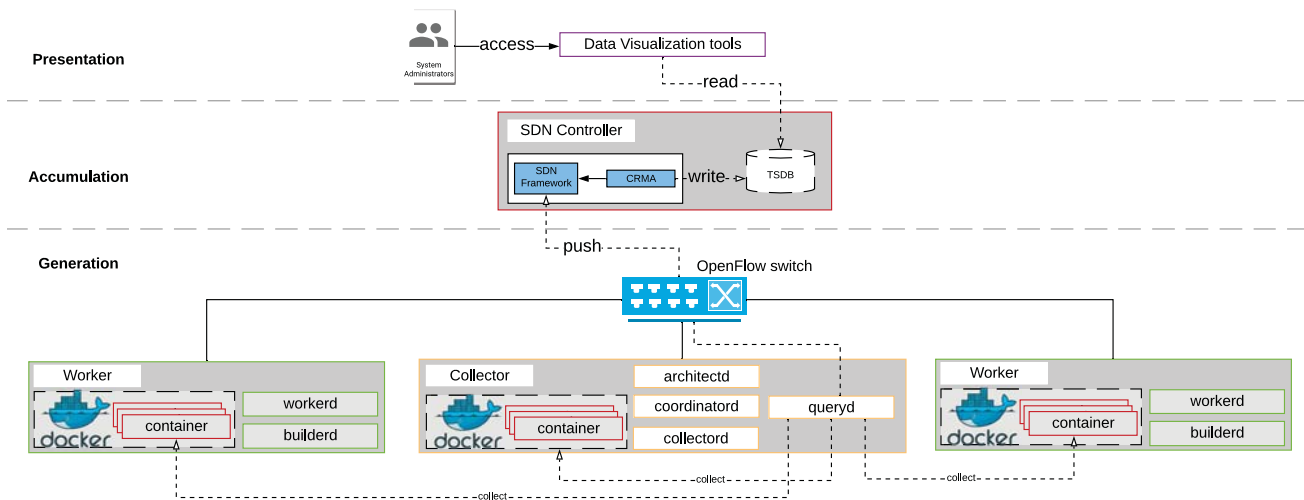 System
Administrators
access
Data Visualization tools
Presentation
read
SDN Controller
SDN
Framework
CRMA
write
TSDB
Accumulation
push
Generation
OpenFlow switch
Worker
docker
container
workerd
builderd
Collector
docker
container
architectd
coordinatord
collectord
queryd
Worker
docker
container
workerd
builderd
collect
collect
collect